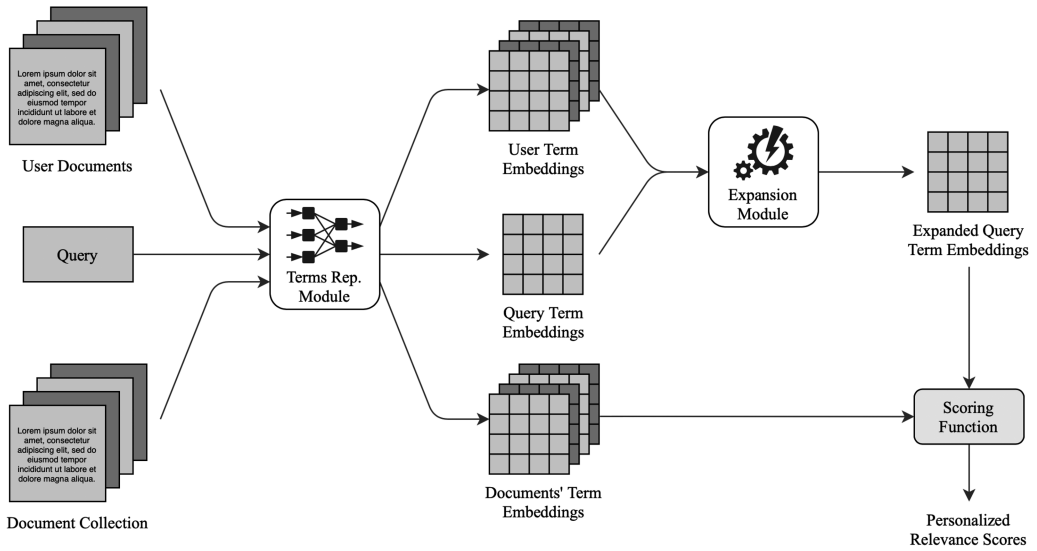 Lorem ipsum dolor sit
amet, consectetur
adipiscing elit, sed do
eiusmod tempor
incididunt ut labore et
dolore magna aliqua.
User Documents
Query
Lorem ipsum dolor sit
amet, consectetur
adipiscing elit, sed do
eiusmod tempor
incididunt ut labore et
dolore magna aliqua.
Document Collection
Terms Rep.
Module
User Term
Embeddings
Query Term
Embeddings
Documents' Term
Embeddings
Expansion
Module
Expanded Query
Term Embeddings
Scoring
Function
Personalized
Relevance Scores